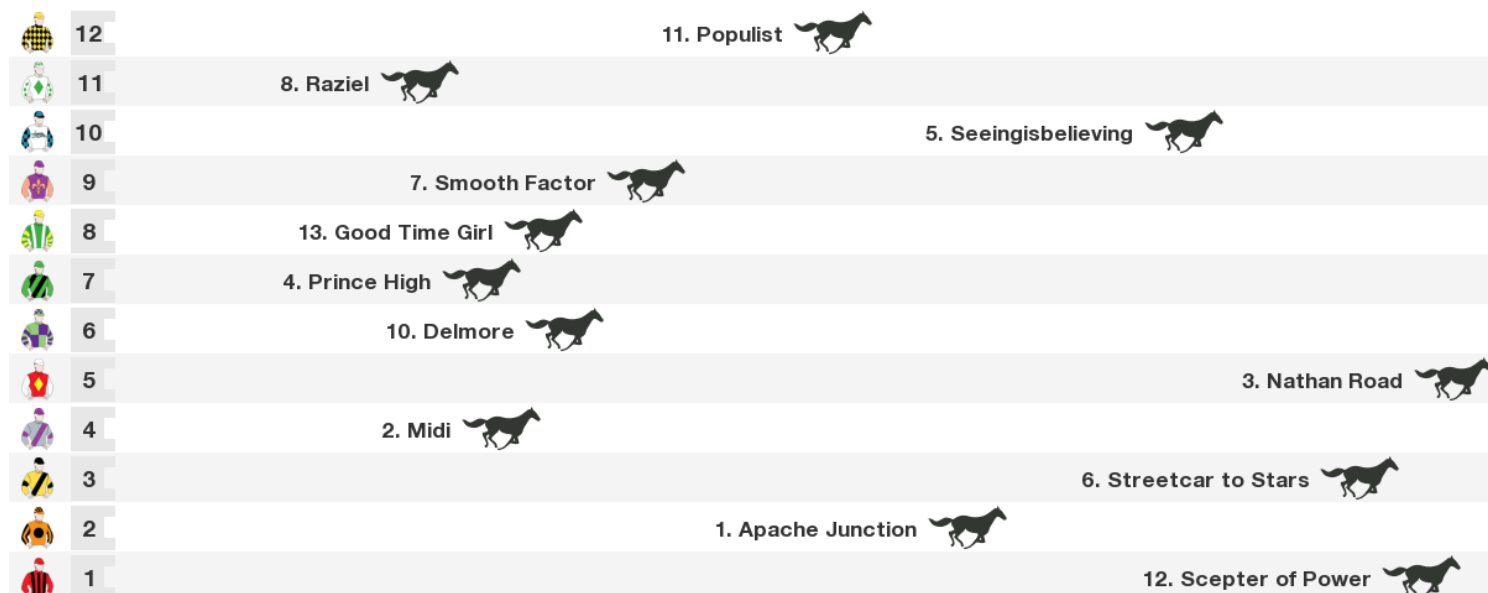 12 11. Populist
11 8. Raziel
10 5. Seeingisbelieving
9 7. Smooth Factor
8 13. Good Time Girl
7 4. Prince High
6 10. Delmore
5 3. Nathan Road
4 2. Midi
3 6. Streetcar to Stars
2 1. Apache Junction
1 12. Scepter of Power